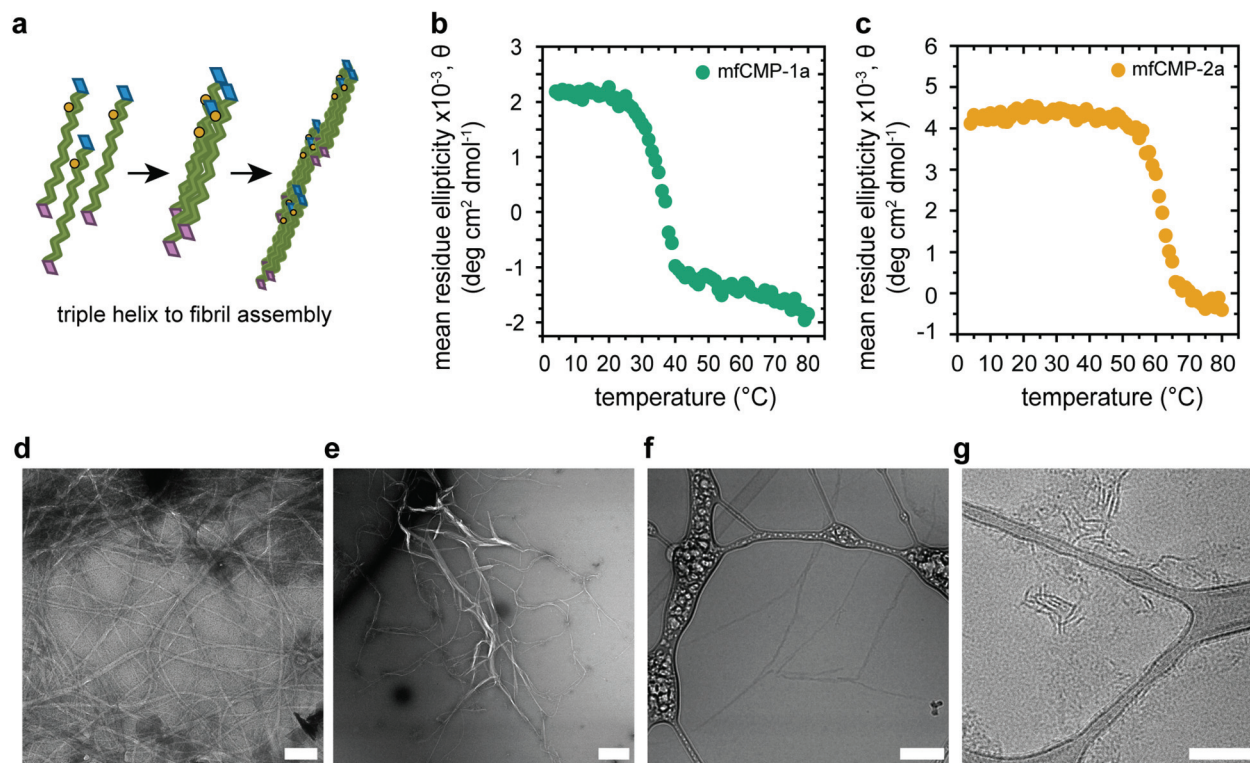 a
triple helix to fibril assembly
b
mean residue ellipticity x10⁻³, θ
(deg cm² dmol⁻¹)
3
2
1
0
-1
-2
mfCMP-1a
0 10 20 30 40 50 60 70 80
temperature (°C)
c
mean residue ellipticity x10⁻³, θ
(deg cm² dmol⁻¹)
6
5
4
4
2
1
0
-1
mfCMP-2a
0 10 20 30 40 50 60 70 80
temperature (°C)
d
e
f
g